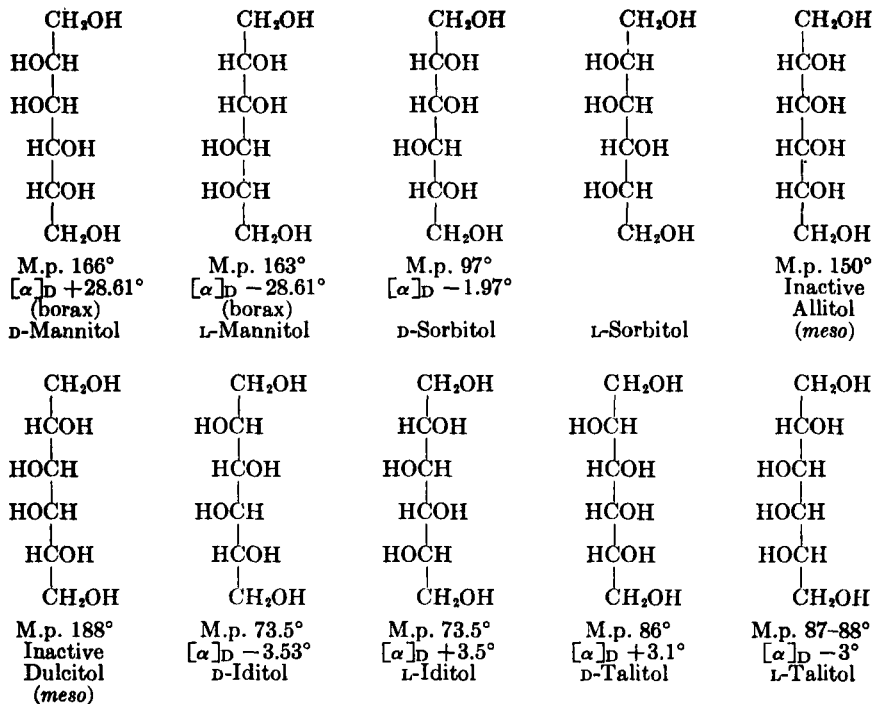 CH₂OH CH₂OH CH₂OH CH₂OH CH₂OH
HOCH HCOH HCOH HOCH HCOH
HOCH HCOH HCOH HOCH HCOH
HCOH HOCH HOCH HCOH HCOH
HCOH HOCH HCOH HOCH HCOH
CH₂OH CH₂OH CH₂OH CH₂OH CH₂OH
M.p. 166° M.p. 163° M.p. 97° M.p. 150°
[α]D +28.61° [α]D −28.61° [α]D −1.97° Inactive
(borax) (borax) Allitol
D-Mannitol L-Mannitol D-Sorbitol L-Sorbitol (meso)
CH₂OH CH₂OH CH₂OH CH₂OH CH₂OH
HCOH HOCH HCOH HOCH HCOH
HOCH HCOH HOCH HCOH HOCH
HOCH HOCH HCOH HCOH HOCH
HCOH HCOH HOCH HCOH HOCH
CH₂OH CH₂OH CH₂OH CH₂OH CH₂OH
M.p. 188° M.p. 73.5° M.p. 73.5° M.p. 86° M.p. 87–88°
Inactive [α]D −3.53° [α]D +3.5° [α]D +3.1° [α]D −3°
Dulcitol D-Iditol L-Iditol D-Talitol L-Talitol
(meso)